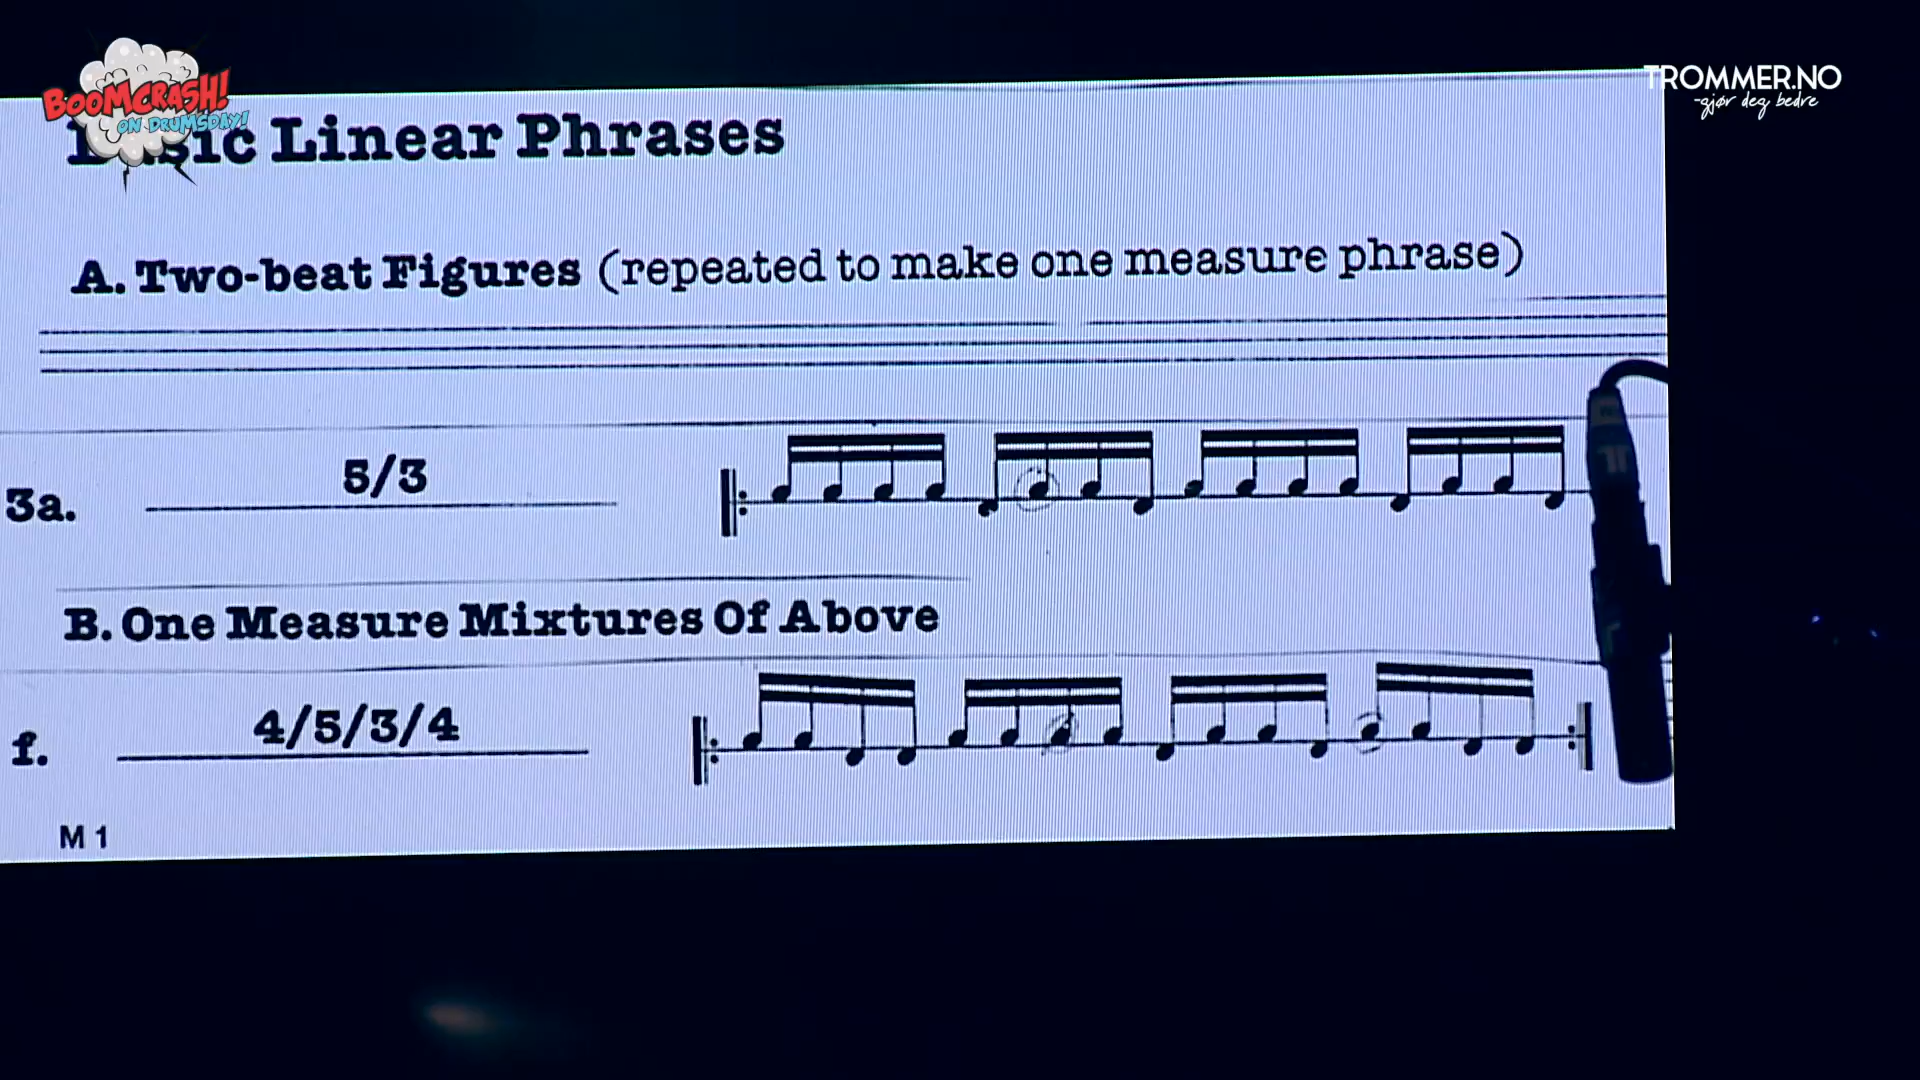 BOOMCRASH!
ON DRUMSDAY!
TROMMER.NO
-gjør deg bedre
Basic Linear Phrases
A. Two-beat Figures (repeated to make one measure phrase)
3a. 5/3
B. One Measure Mixtures Of Above
f. 4/5/3/4
M 1